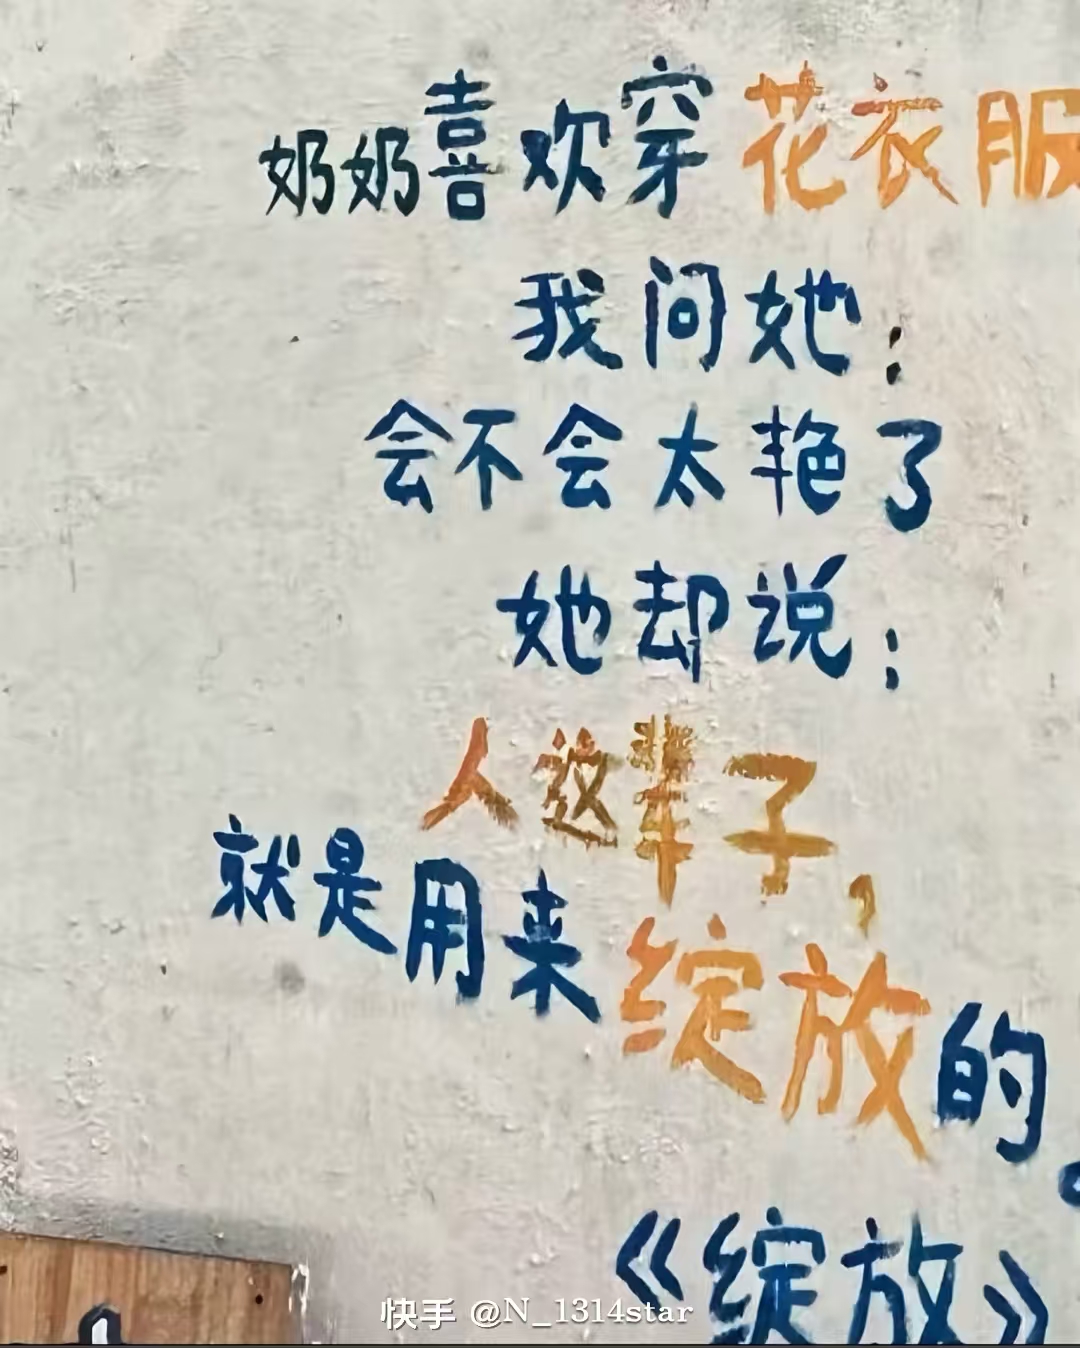 奶奶喜欢穿花衣服
我问她：
会不会太艳了
她却说：
人这辈子，
就是用来绽放的。
《绽放》
快手 @N_1314star